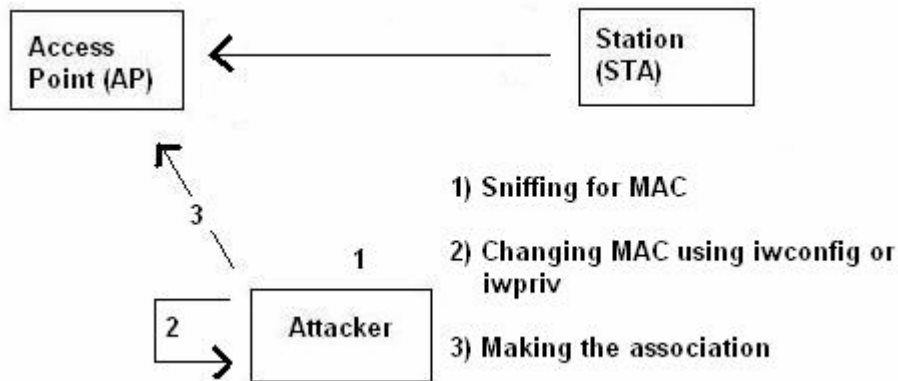 Access
Point (AP)
Station
(STA)
1) Sniffing for MAC
3
1
2) Changing MAC using iwconfig or
iwpriv
2
Attacker
3) Making the association